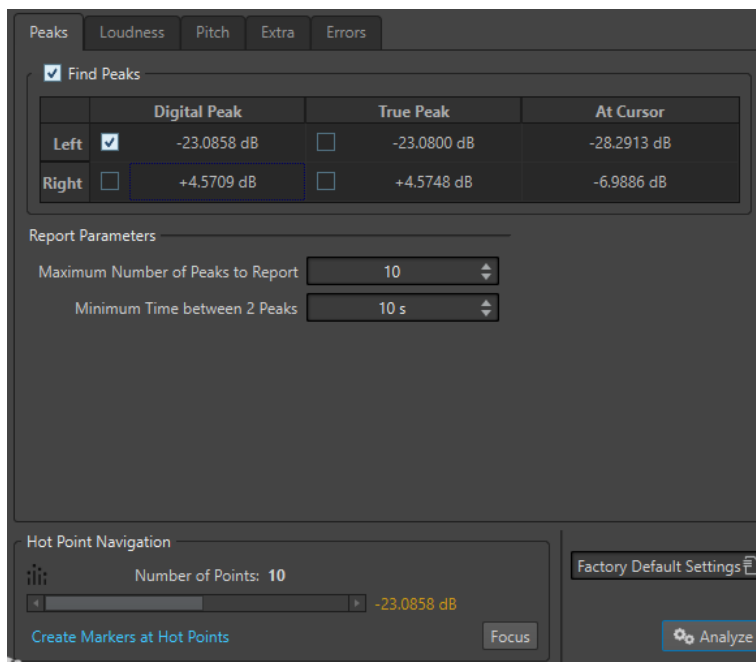 Peaks Loudness Pitch Extra Errors
Find Peaks
Digital Peak True Peak At Cursor
Left -23.0858 dB -23.0800 dB -28.2913 dB
Right +4.5709 dB +4.5748 dB -6.9886 dB
Report Parameters
Maximum Number of Peaks to Report 10
Minimum Time between 2 Peaks 10 s
Hot Point Navigation
Number of Points: 10
Factory Default Settings
-23.0858 dB
Create Markers at Hot Points Focus Analyze